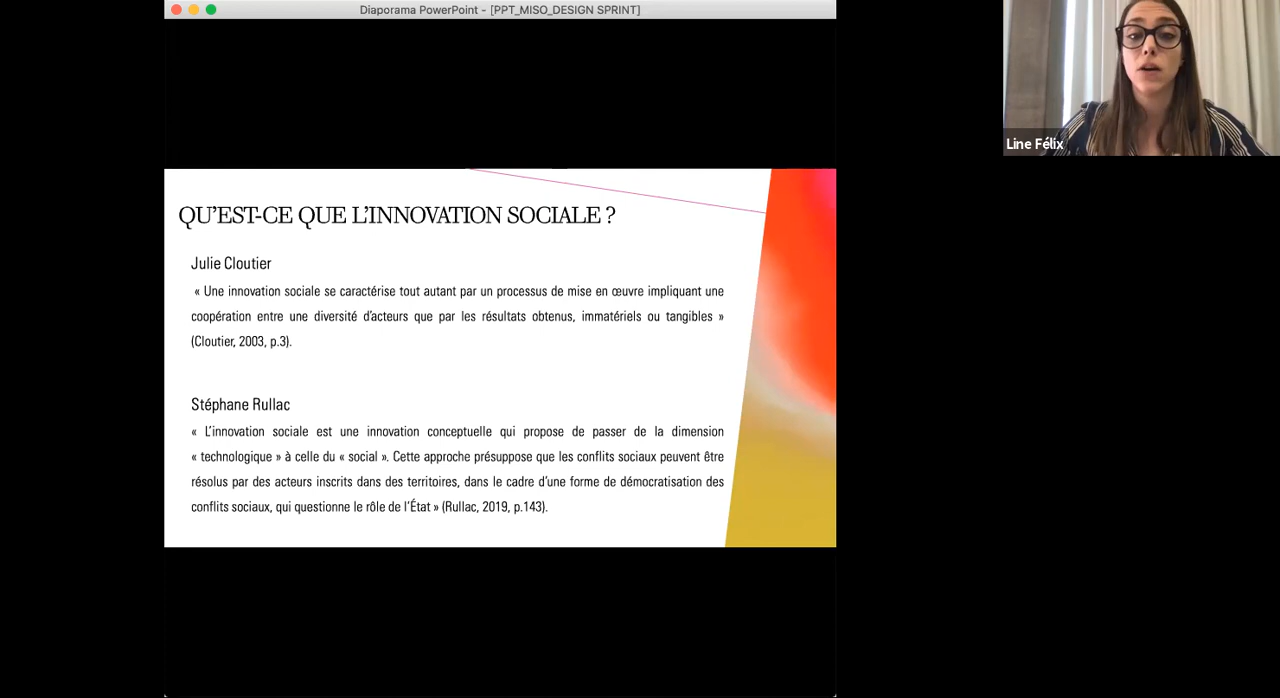 Diaporama PowerPoint - [PPT_MISO_DESIGN SPRINT]
Line Félix
QU’EST-CE QUE L’INNOVATION SOCIALE ?
Julie Cloutier
« Une innovation sociale se caractérise tout autant par un processus de mise en œuvre impliquant une
coopération entre une diversité d’acteurs que par les résultats obtenus, immatériels ou tangibles »
(Cloutier, 2003, p.3).
Stéphane Rullac
« L’innovation sociale est une innovation conceptuelle qui propose de passer de la dimension
« technologique » à celle du « social ». Cette approche présuppose que les conflits sociaux peuvent être
résolus par des acteurs inscrits dans des territoires, dans le cadre d’une forme de démocratisation des
conflits sociaux, qui questionne le rôle de l’État » (Rullac, 2019, p.143).